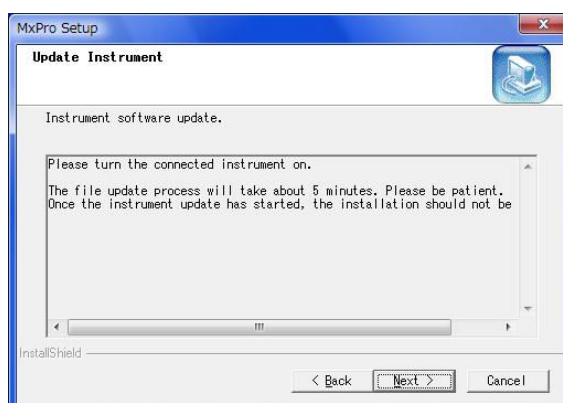 MxPro Setup
Update Instrument
Instrument software update.
Please turn the connected instrument on.
The file update process will take about 5 minutes. Please be patient.
Once the instrument update has started, the installation should not be
InstallShield
< Back
Next >
Cancel